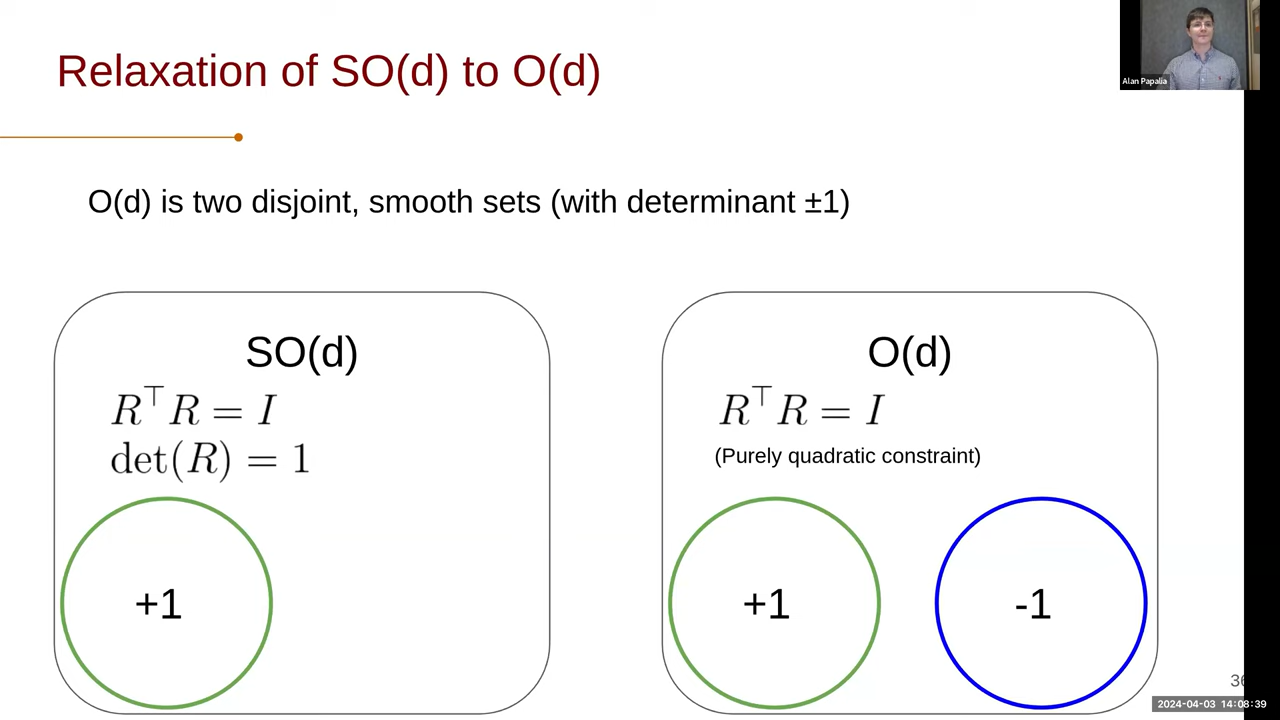 Relaxation of SO(d) to O(d)
Alan Papalia
O(d) is two disjoint, smooth sets (with determinant ±1)
SO(d)
R⊤R = I
det(R) = 1
+1
O(d)
R⊤R = I
(Purely quadratic constraint)
+1
-1
2024-04-03 14:08:39